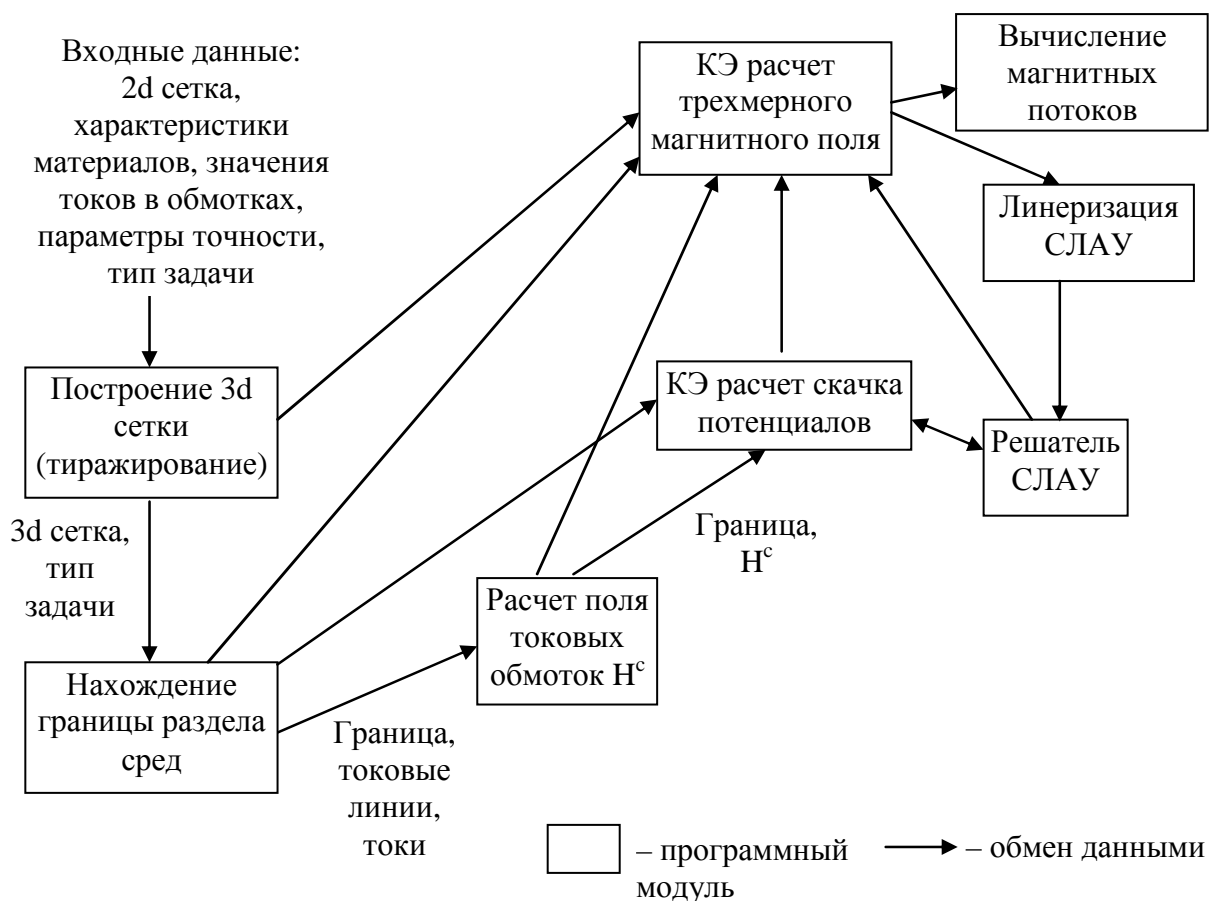 Входные данные:
2d сетка,
характеристики
материалов, значения
токов в обмотках,
параметры точности,
тип задачи
КЭ расчет
трехмерного
магнитного поля
Вычисление
магнитных
потоков
Линеризация
СЛАУ
Построение 3d
сетки
(тиражирование)
КЭ расчет скачка
потенциалов
Решатель
СЛАУ
3d сетка,
тип
задачи
Граница,
Hᶜ
Расчет поля
токовых
обмоток Hᶜ
Нахождение
границы раздела
сред
Граница,
токовые
линии,
токи
– программный
модуль
– обмен данными